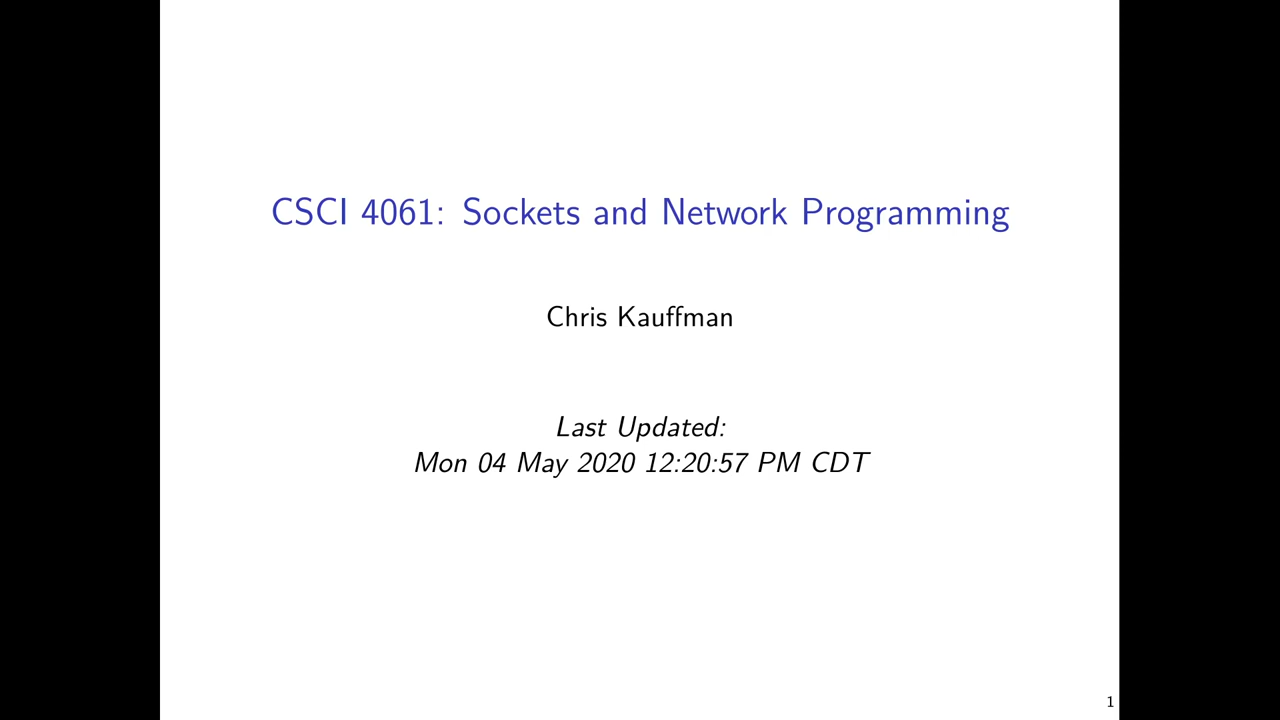 CSCI 4061: Sockets and Network Programming
Chris Kauffman
Last Updated:
Mon 04 May 2020 12:20:57 PM CDT
1